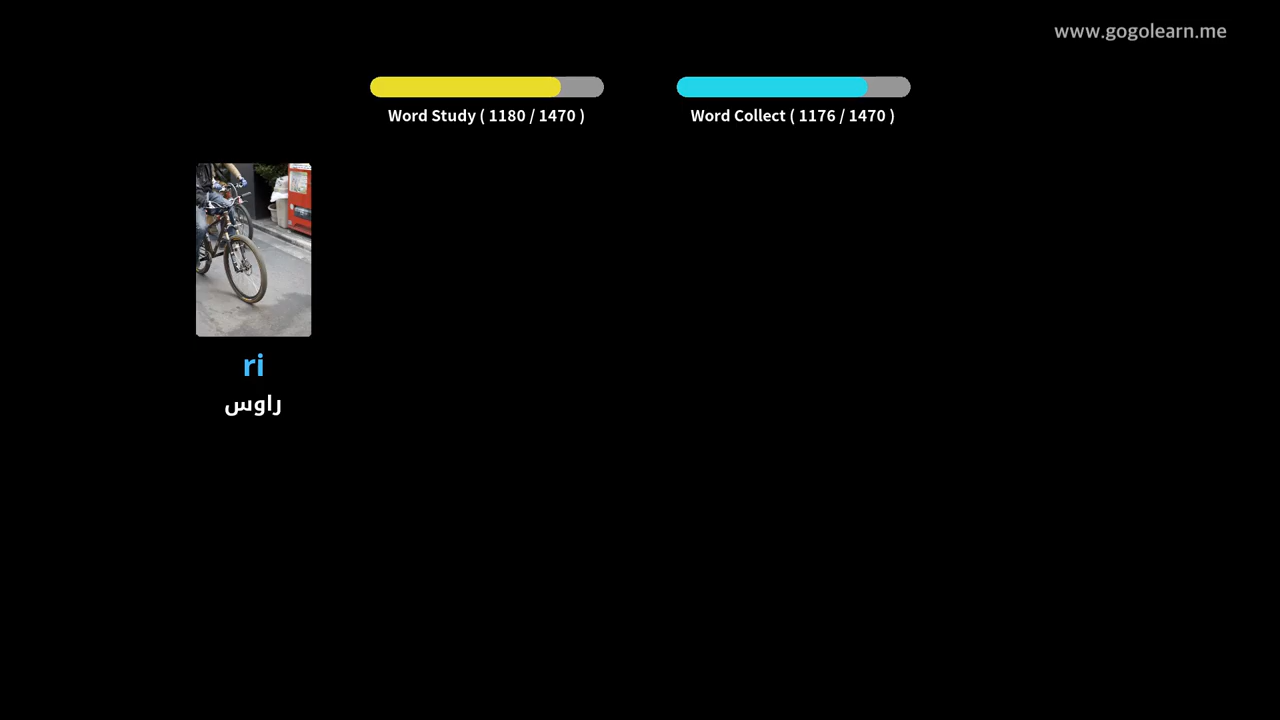 www.gogolearn.me
Word Study ( 1180 / 1470 )
Word Collect ( 1176 / 1470 )
ri
راوس